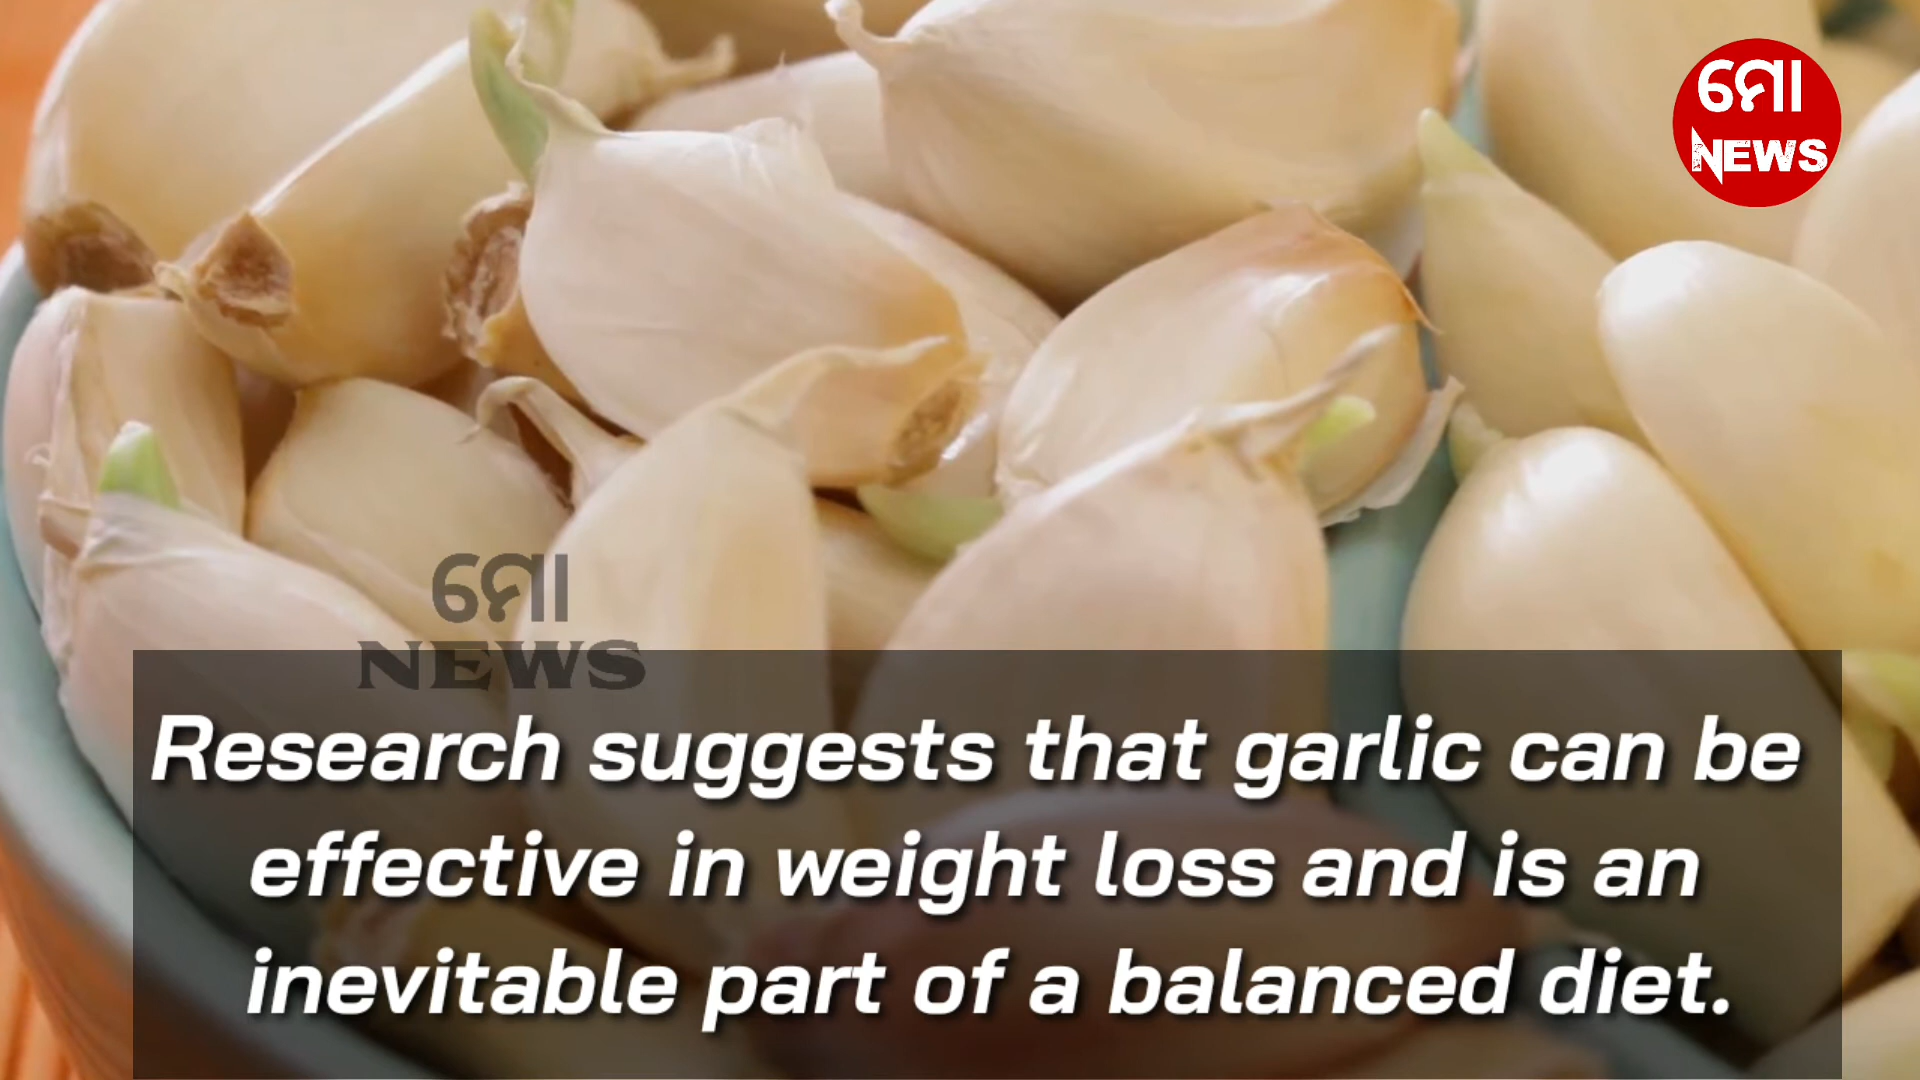 ମୋ
NEWS
ମୋ
NEWS
Research suggests that garlic can be
effective in weight loss and is an
inevitable part of a balanced diet.